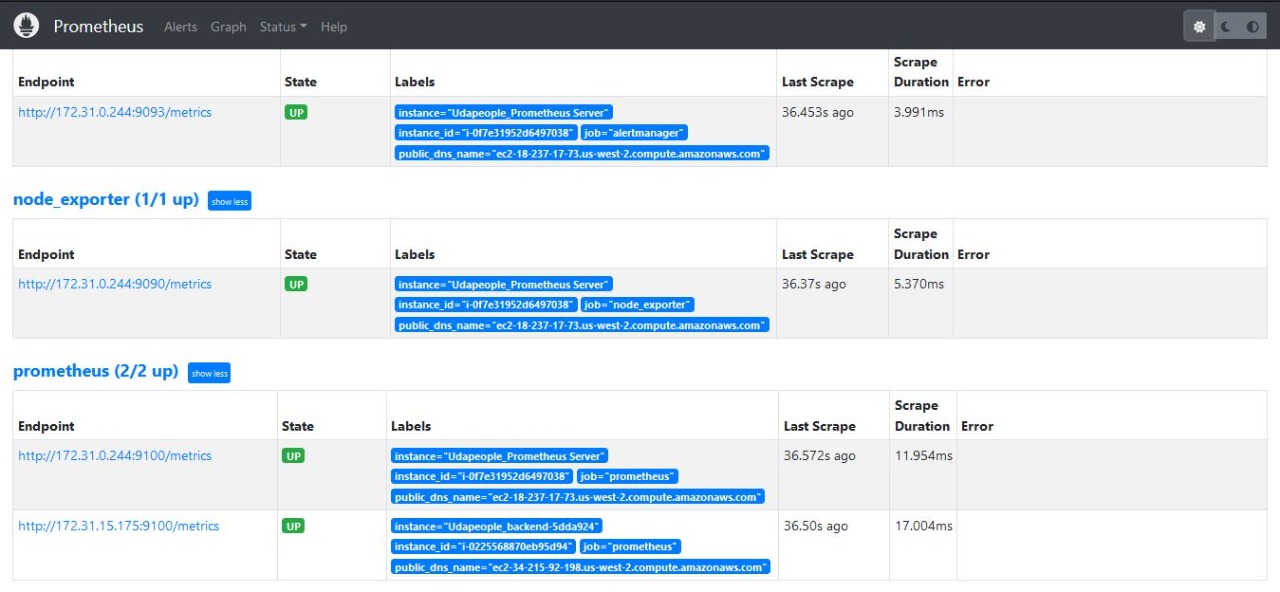 Prometheus Alerts Graph Status Help
Scrape
Endpoint State Labels Last Scrape Duration Error
http://172.31.0.244:9093/metrics UP instance="Udapeople_Prometheus Server" 36.453s ago 3.991ms
instance_id="i-0f7e31952d6497038" job="alertmanager"
public_dns_name="ec2-18-237-17-73.us-west-2.compute.amazonaws.com"
node_exporter (1/1 up) show less
Scrape
Endpoint State Labels Last Scrape Duration Error
http://172.31.0.244:9090/metrics UP instance="Udapeople_Prometheus Server" 36.37s ago 5.370ms
instance_id="i-0f7e31952d6497038" job="node_exporter"
public_dns_name="ec2-18-237-17-73.us-west-2.compute.amazonaws.com"
prometheus (2/2 up) show less
Scrape
Endpoint State Labels Last Scrape Duration Error
http://172.31.0.244:9100/metrics UP instance="Udapeople_Prometheus Server" 36.572s ago 11.954ms
instance_id="i-0f7e31952d6497038" job="prometheus"
public_dns_name="ec2-18-237-17-73.us-west-2.compute.amazonaws.com"
http://172.31.15.175:9100/metrics UP instance="Udapeople_backend-5dda924" 36.50s ago 17.004ms
instance_id="i-0225568870eb95d94" job="prometheus"
public_dns_name="ec2-34-215-92-198.us-west-2.compute.amazonaws.com"